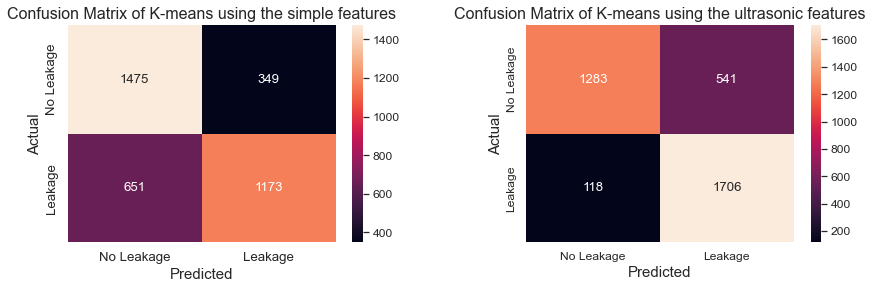 Confusion Matrix of K-means using the simple features
No Leakage
Leakage
Actual
1475
349
651
1173
No Leakage
Leakage
Predicted
1400
1200
1000
800
600
400
Confusion Matrix of K-means using the ultrasonic features
No Leakage
Leakage
Actual
1283
541
118
1706
No Leakage
Leakage
Predicted
1600
1400
1200
1000
800
600
400
200